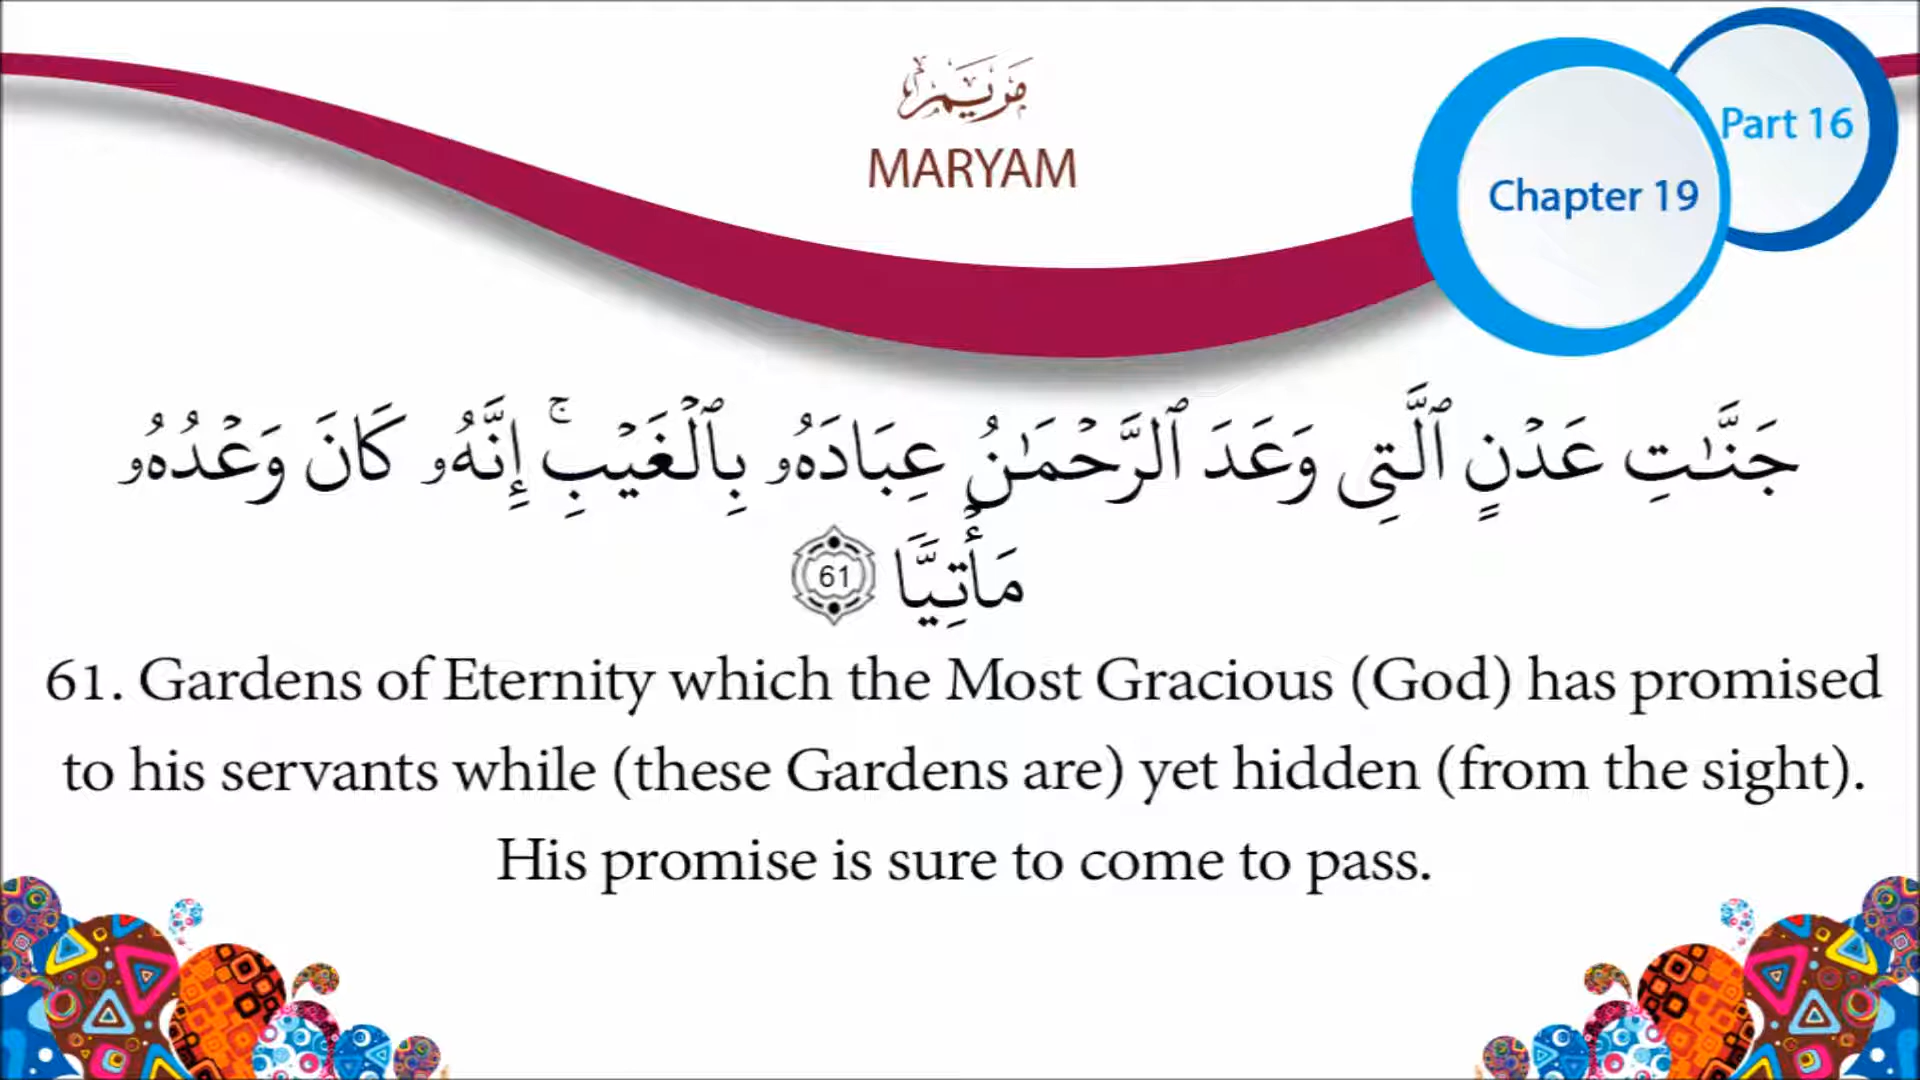 مَرْيَم
MARYAM
Part 16
Chapter 19
جَنَّـٰتِ عَدْنٍ ٱلَّتِى وَعَدَ ٱلرَّحْمَـٰنُ عِبَادَهُۥ بِٱلْغَيْبِ ۚ إِنَّهُۥ كَانَ وَعْدُهُۥ
مَأْتِيًّا 61
61. Gardens of Eternity which the Most Gracious (God) has promised
to his servants while (these Gardens are) yet hidden (from the sight).
His promise is sure to come to pass.